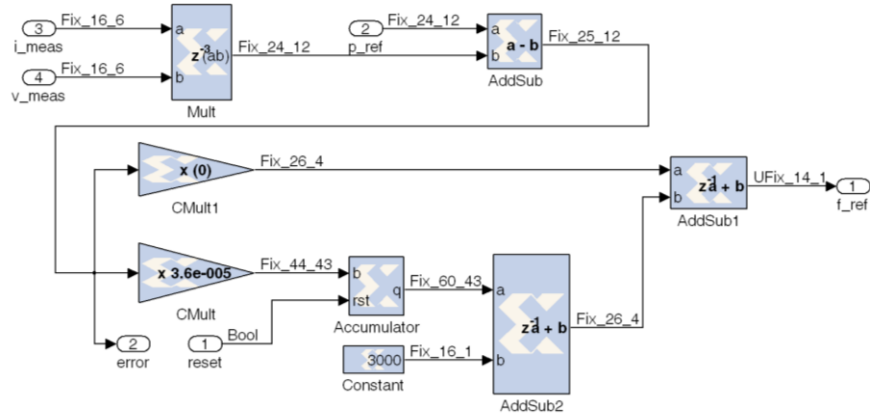 3
i_meas
Fix_16_6
4
v_meas
Fix_16_6
a
b
z⁻³(ab)
Mult
Fix_24_12
2
p_ref
Fix_24_12
a
b
a - b
AddSub
Fix_25_12
x (0)
CMult1
Fix_26_4
a
b
z⁻¹ a + b
AddSub1
UFix_14_1
1
f_ref
x 3.6e-005
CMult
Fix_44_43
2
error
1
reset
Bool
b
rst
q
Accumulator
Fix_60_43
3000
Constant
Fix_16_1
a
b
z⁻¹ a + b
AddSub2
Fix_26_4